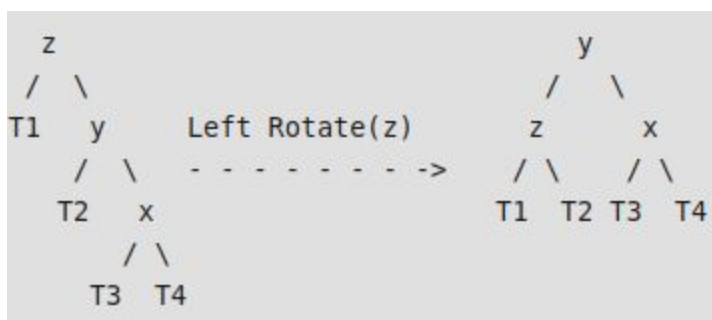 z y
/ \ / \
T1 y Left Rotate(z) z x
/ \ - - - - - - - -> / \ / \
T2 x T1 T2 T3 T4
/ \
T3 T4